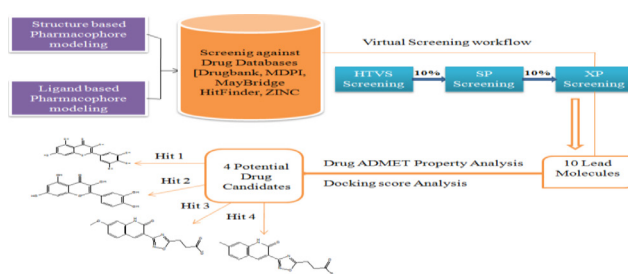 Structure based
Pharmacophore modeling
Ligand based
Pharmacophore modeling
Screenig against
Drug Databases
[Drugbank, MDPI,
MayBridge
HitFinder, ZINC
Virtual Screening workflow
HTVS
Screening
10%
SP
Screening
10%
XP
Screening
10 Lead
Molecules
Drug ADMET Property Analysis
Docking score Analysis
4 Potential
Drug
Candidates
Hit 1
Hit 2
Hit 3
Hit 4